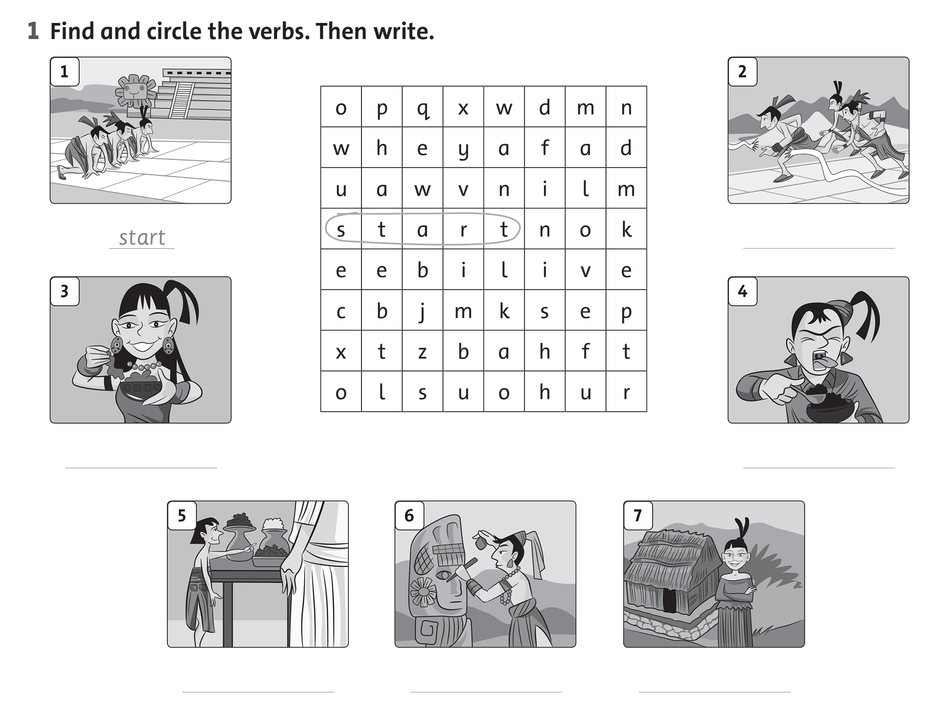 1 Find and circle the verbs. Then write.
1
2
o p q x w d m n
w h e y a f a d
u a w v n i l m
s t a r t n o k
e e b i l i v e
c b j m k s e p
x t z b a h f t
o l s u o h u r
start
3
4
5
6
7